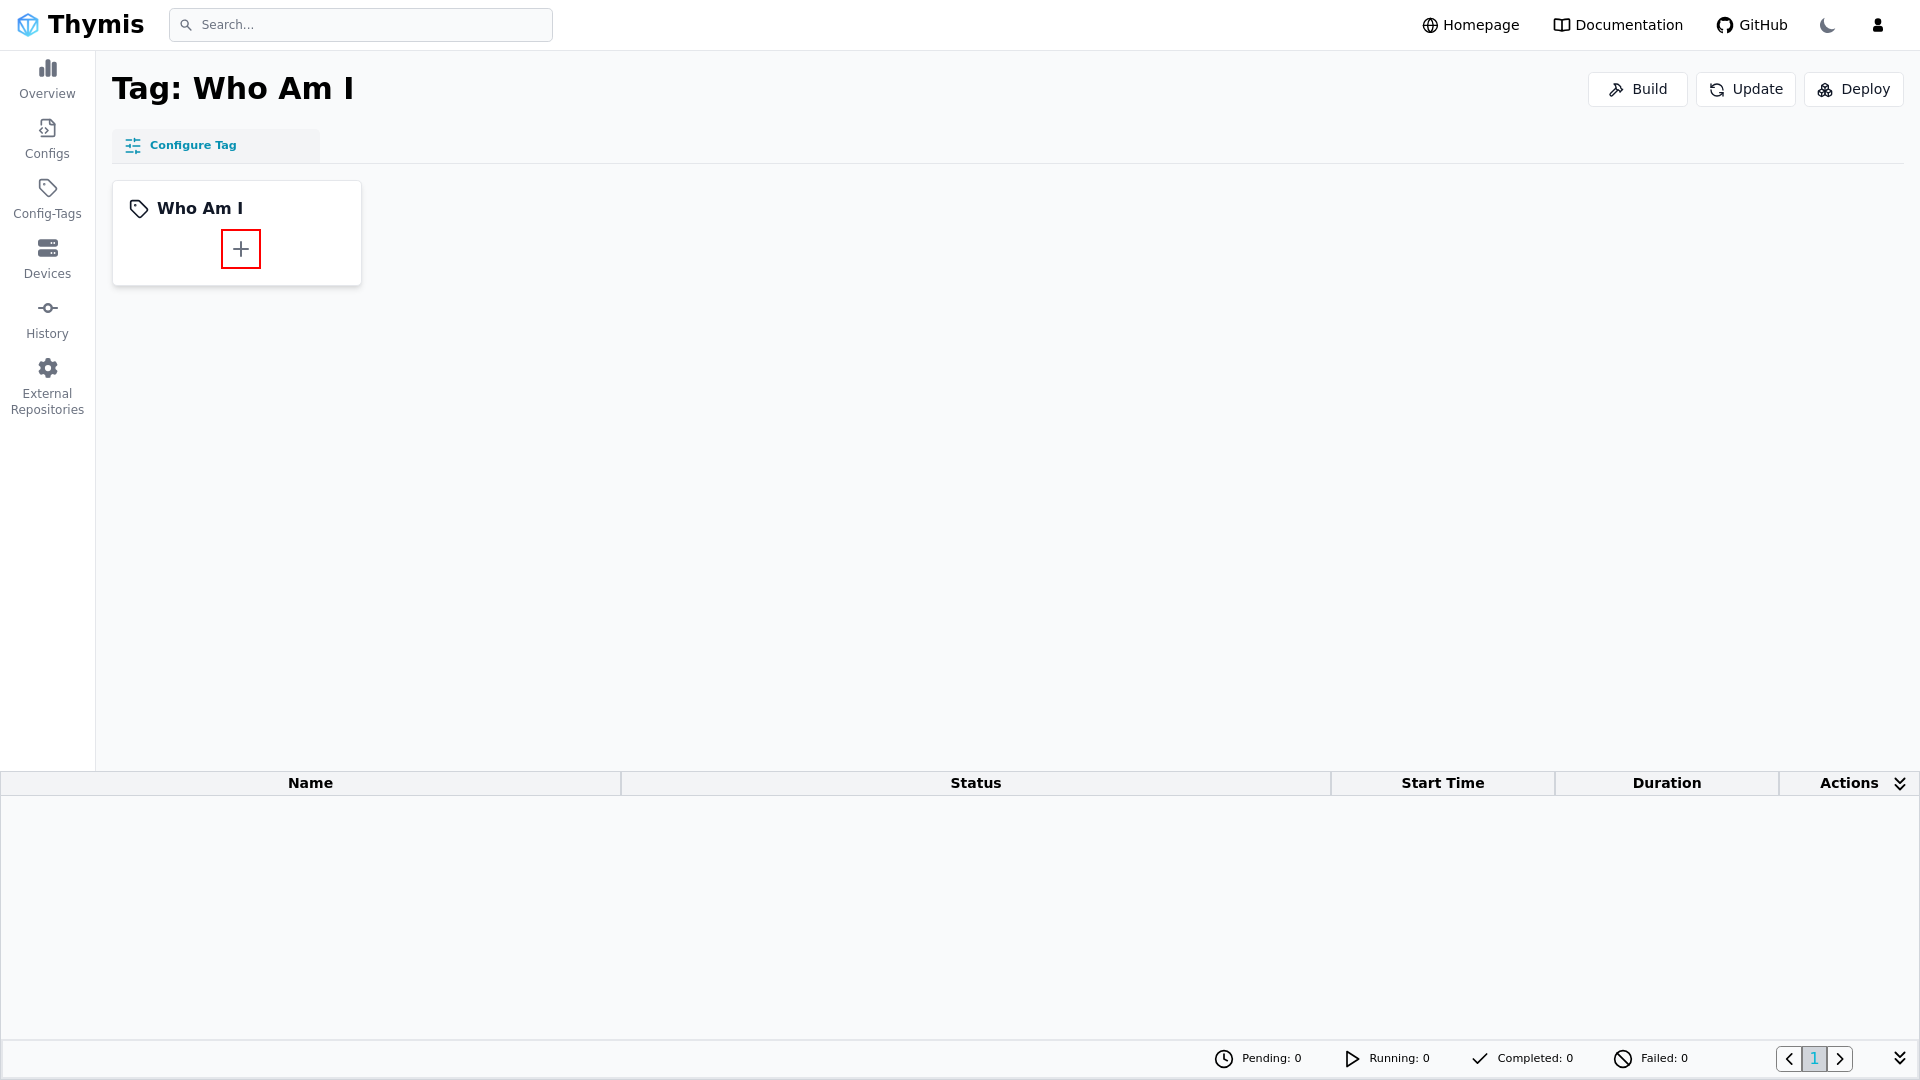 Thymis
Search...
Homepage
Documentation
GitHub
Overview
Configs
Config-Tags
Devices
History
External
Repositories
Tag: Who Am I
Build
Update
Deploy
Configure Tag
Who Am I
Name
Status
Start Time
Duration
Actions
Pending: 0
Running: 0
Completed: 0
Failed: 0
1